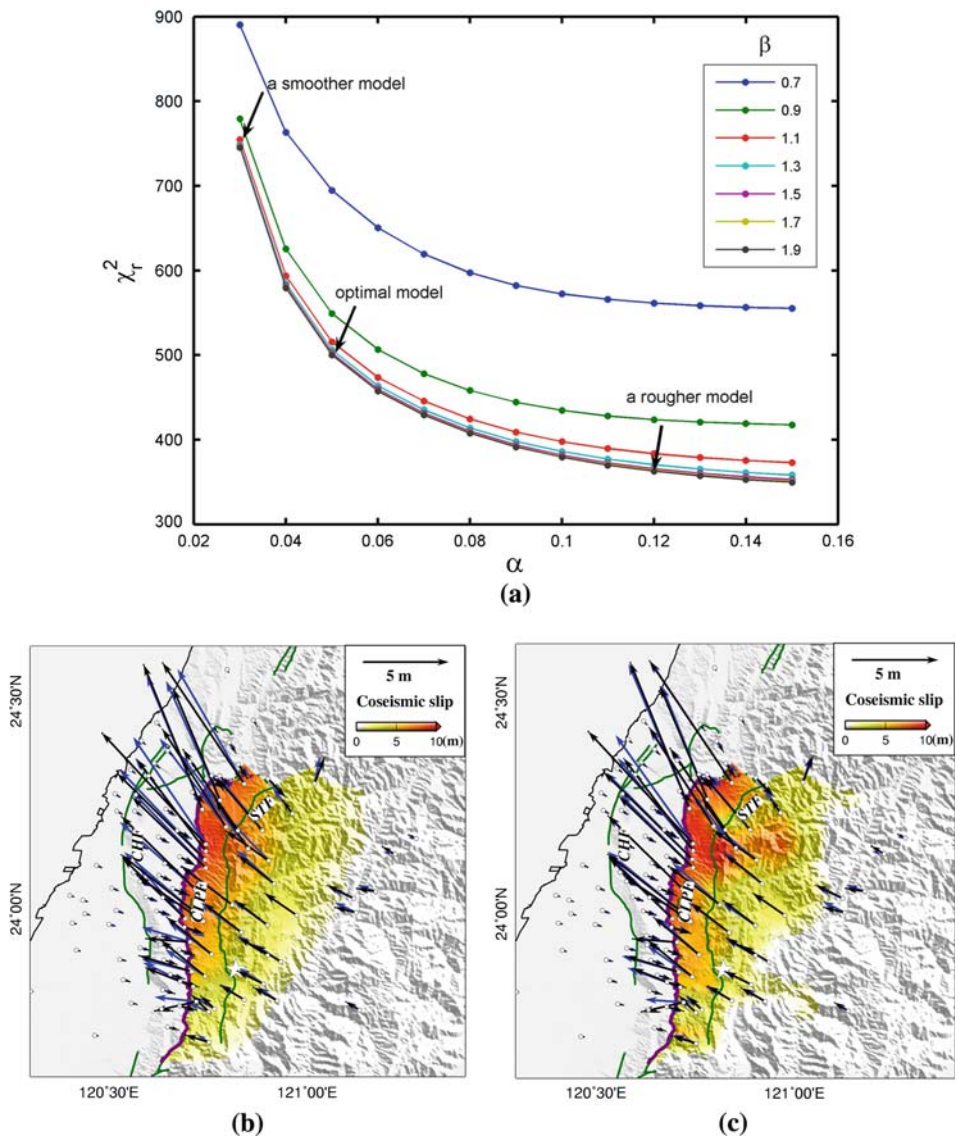 900
800
700
600
500
400
300
χ²ᵣ
a smoother model
optimal model
a rougher model
β
0.7
0.9
1.1
1.3
1.5
1.7
1.9
0.02 0.04 0.06 0.08 0.1 0.12 0.14 0.16
α
(a)
5 m
Coseismic slip
0 5 10(m)
24°30'N
24°00'N
CHF
CLPF
STF
120°30'E 121°00'E
(b)
5 m
Coseismic slip
0 5 10(m)
24°30'N
24°00'N
CHF
CLPF
STF
120°30'E 121°00'E
(c)